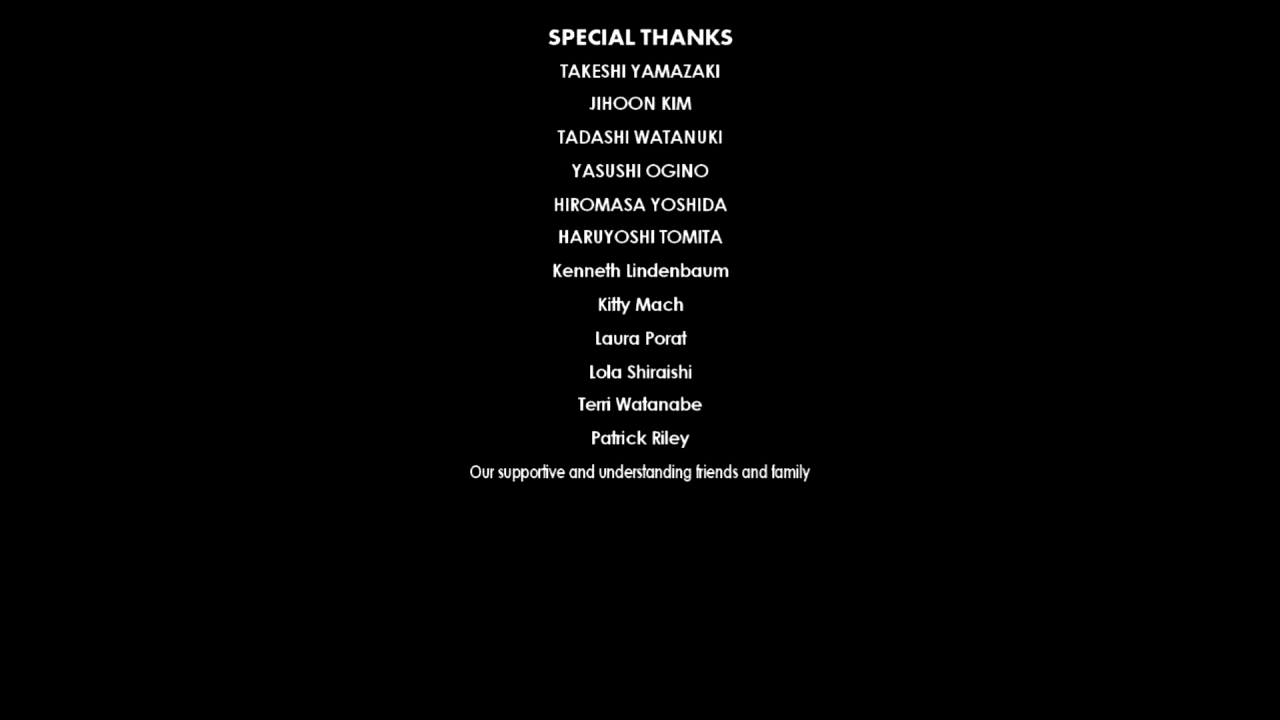 SPECIAL THANKS
TAKESHI YAMAZAKI
JIHOON KIM
TADASHI WATANUKI
YASUSHI OGINO
HIROMASA YOSHIDA
HARUYOSHI TOMITA
Kenneth Lindenbaum
Kitty Mach
Laura Porat
Lola Shiraishi
Terri Watanabe
Patrick Riley
Our supportive and understanding friends and family